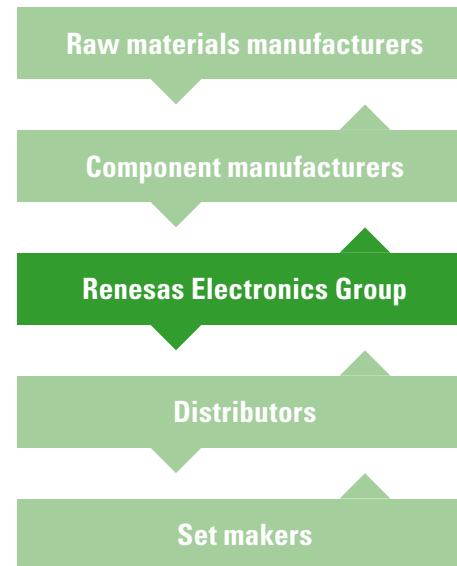 Raw materials manufacturers
Component manufacturers
Renesas Electronics Group
Distributors
Set makers